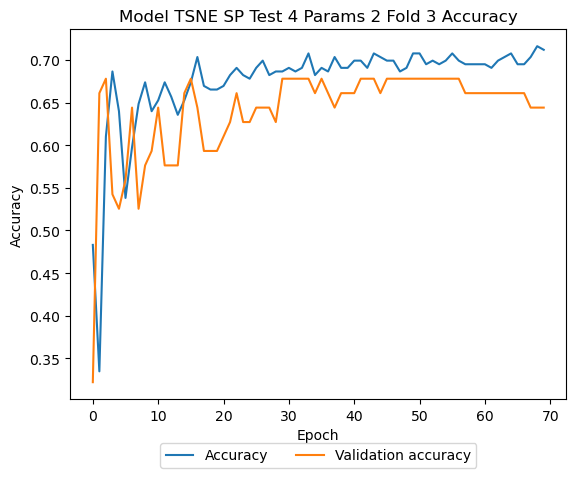 Model TSNE SP Test 4 Params 2 Fold 3 Accuracy
0.70
0.65
0.60
0.55
0.50
0.45
0.40
0.35
Accuracy
0 10 20 30 40 50 60 70
Epoch
Accuracy Validation accuracy